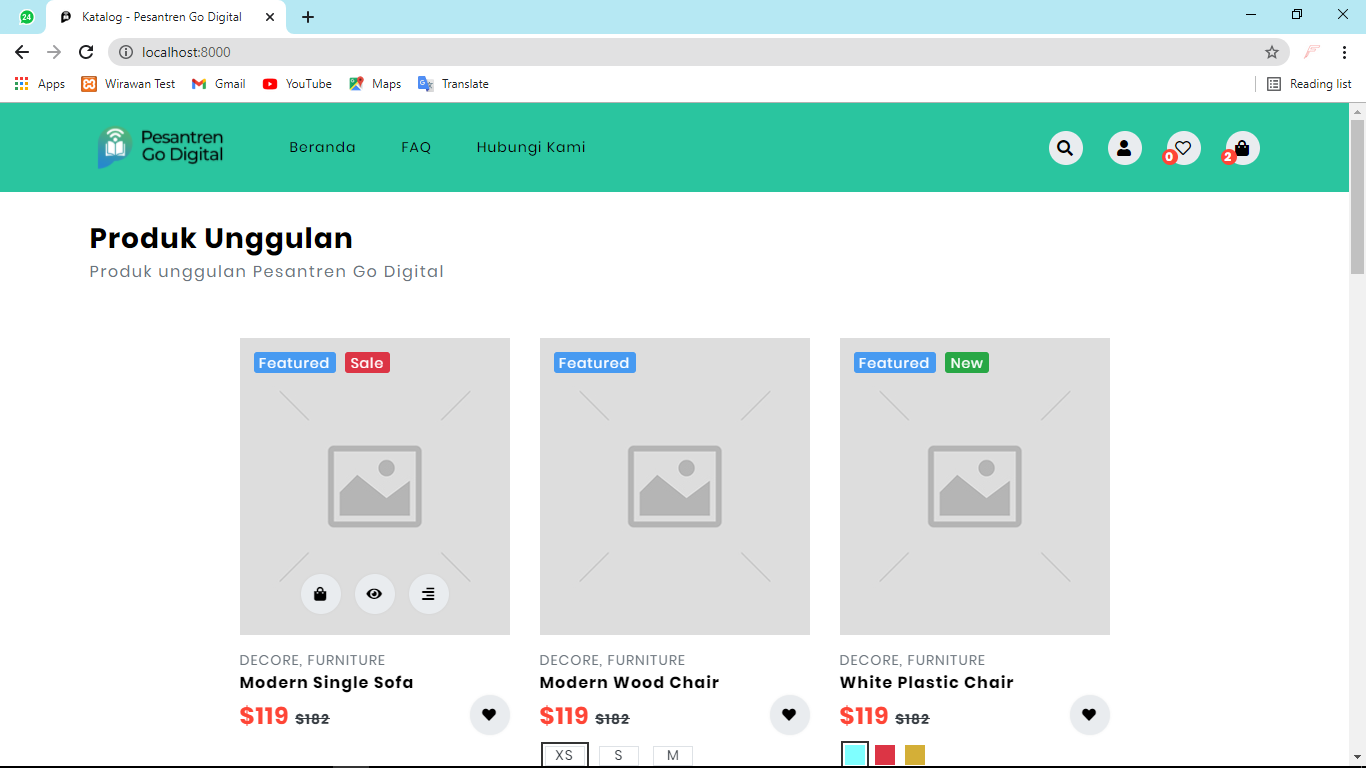 24
Katalog - Pesantren Go Digital
localhost:8000
Apps
Wirawan Test
Gmail
YouTube
Maps
Translate
Reading list
Pesantren
Go Digital
Beranda
FAQ
Hubungi Kami
0
2
Produk Unggulan
Produk unggulan Pesantren Go Digital
Featured Sale
Featured
Featured New
DECORE, FURNITURE
Modern Single Sofa
$119 $182
DECORE, FURNITURE
Modern Wood Chair
$119 $182
XS S M
DECORE, FURNITURE
White Plastic Chair
$119 $182